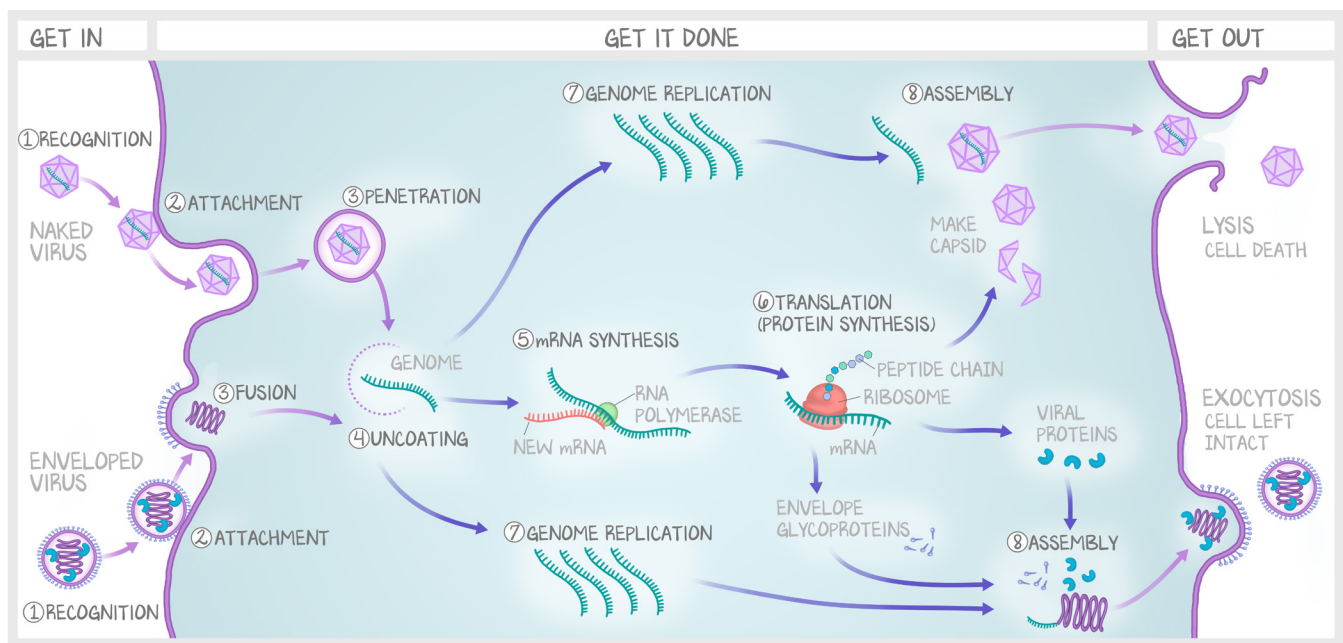 GET IN
GET IT DONE
GET OUT
①RECOGNITION
NAKED
VIRUS
②ATTACHMENT
③PENETRATION
⑦GENOME REPLICATION
⑧ASSEMBLY
MAKE
CAPSID
LYSIS
CELL DEATH
GENOME
④UNCOATING
③FUSION
⑤mRNA SYNTHESIS
RNA
POLYMERASE
NEW mRNA
⑥TRANSLATION
(PROTEIN SYNTHESIS)
PEPTIDE CHAIN
RIBOSOME
mRNA
VIRAL
PROTEINS
EXOCYTOSIS
CELL LEFT
INTACT
ENVELOPED
VIRUS
②ATTACHMENT
①RECOGNITION
⑦GENOME REPLICATION
ENVELOPE
GLYCOPROTEINS
⑧ASSEMBLY